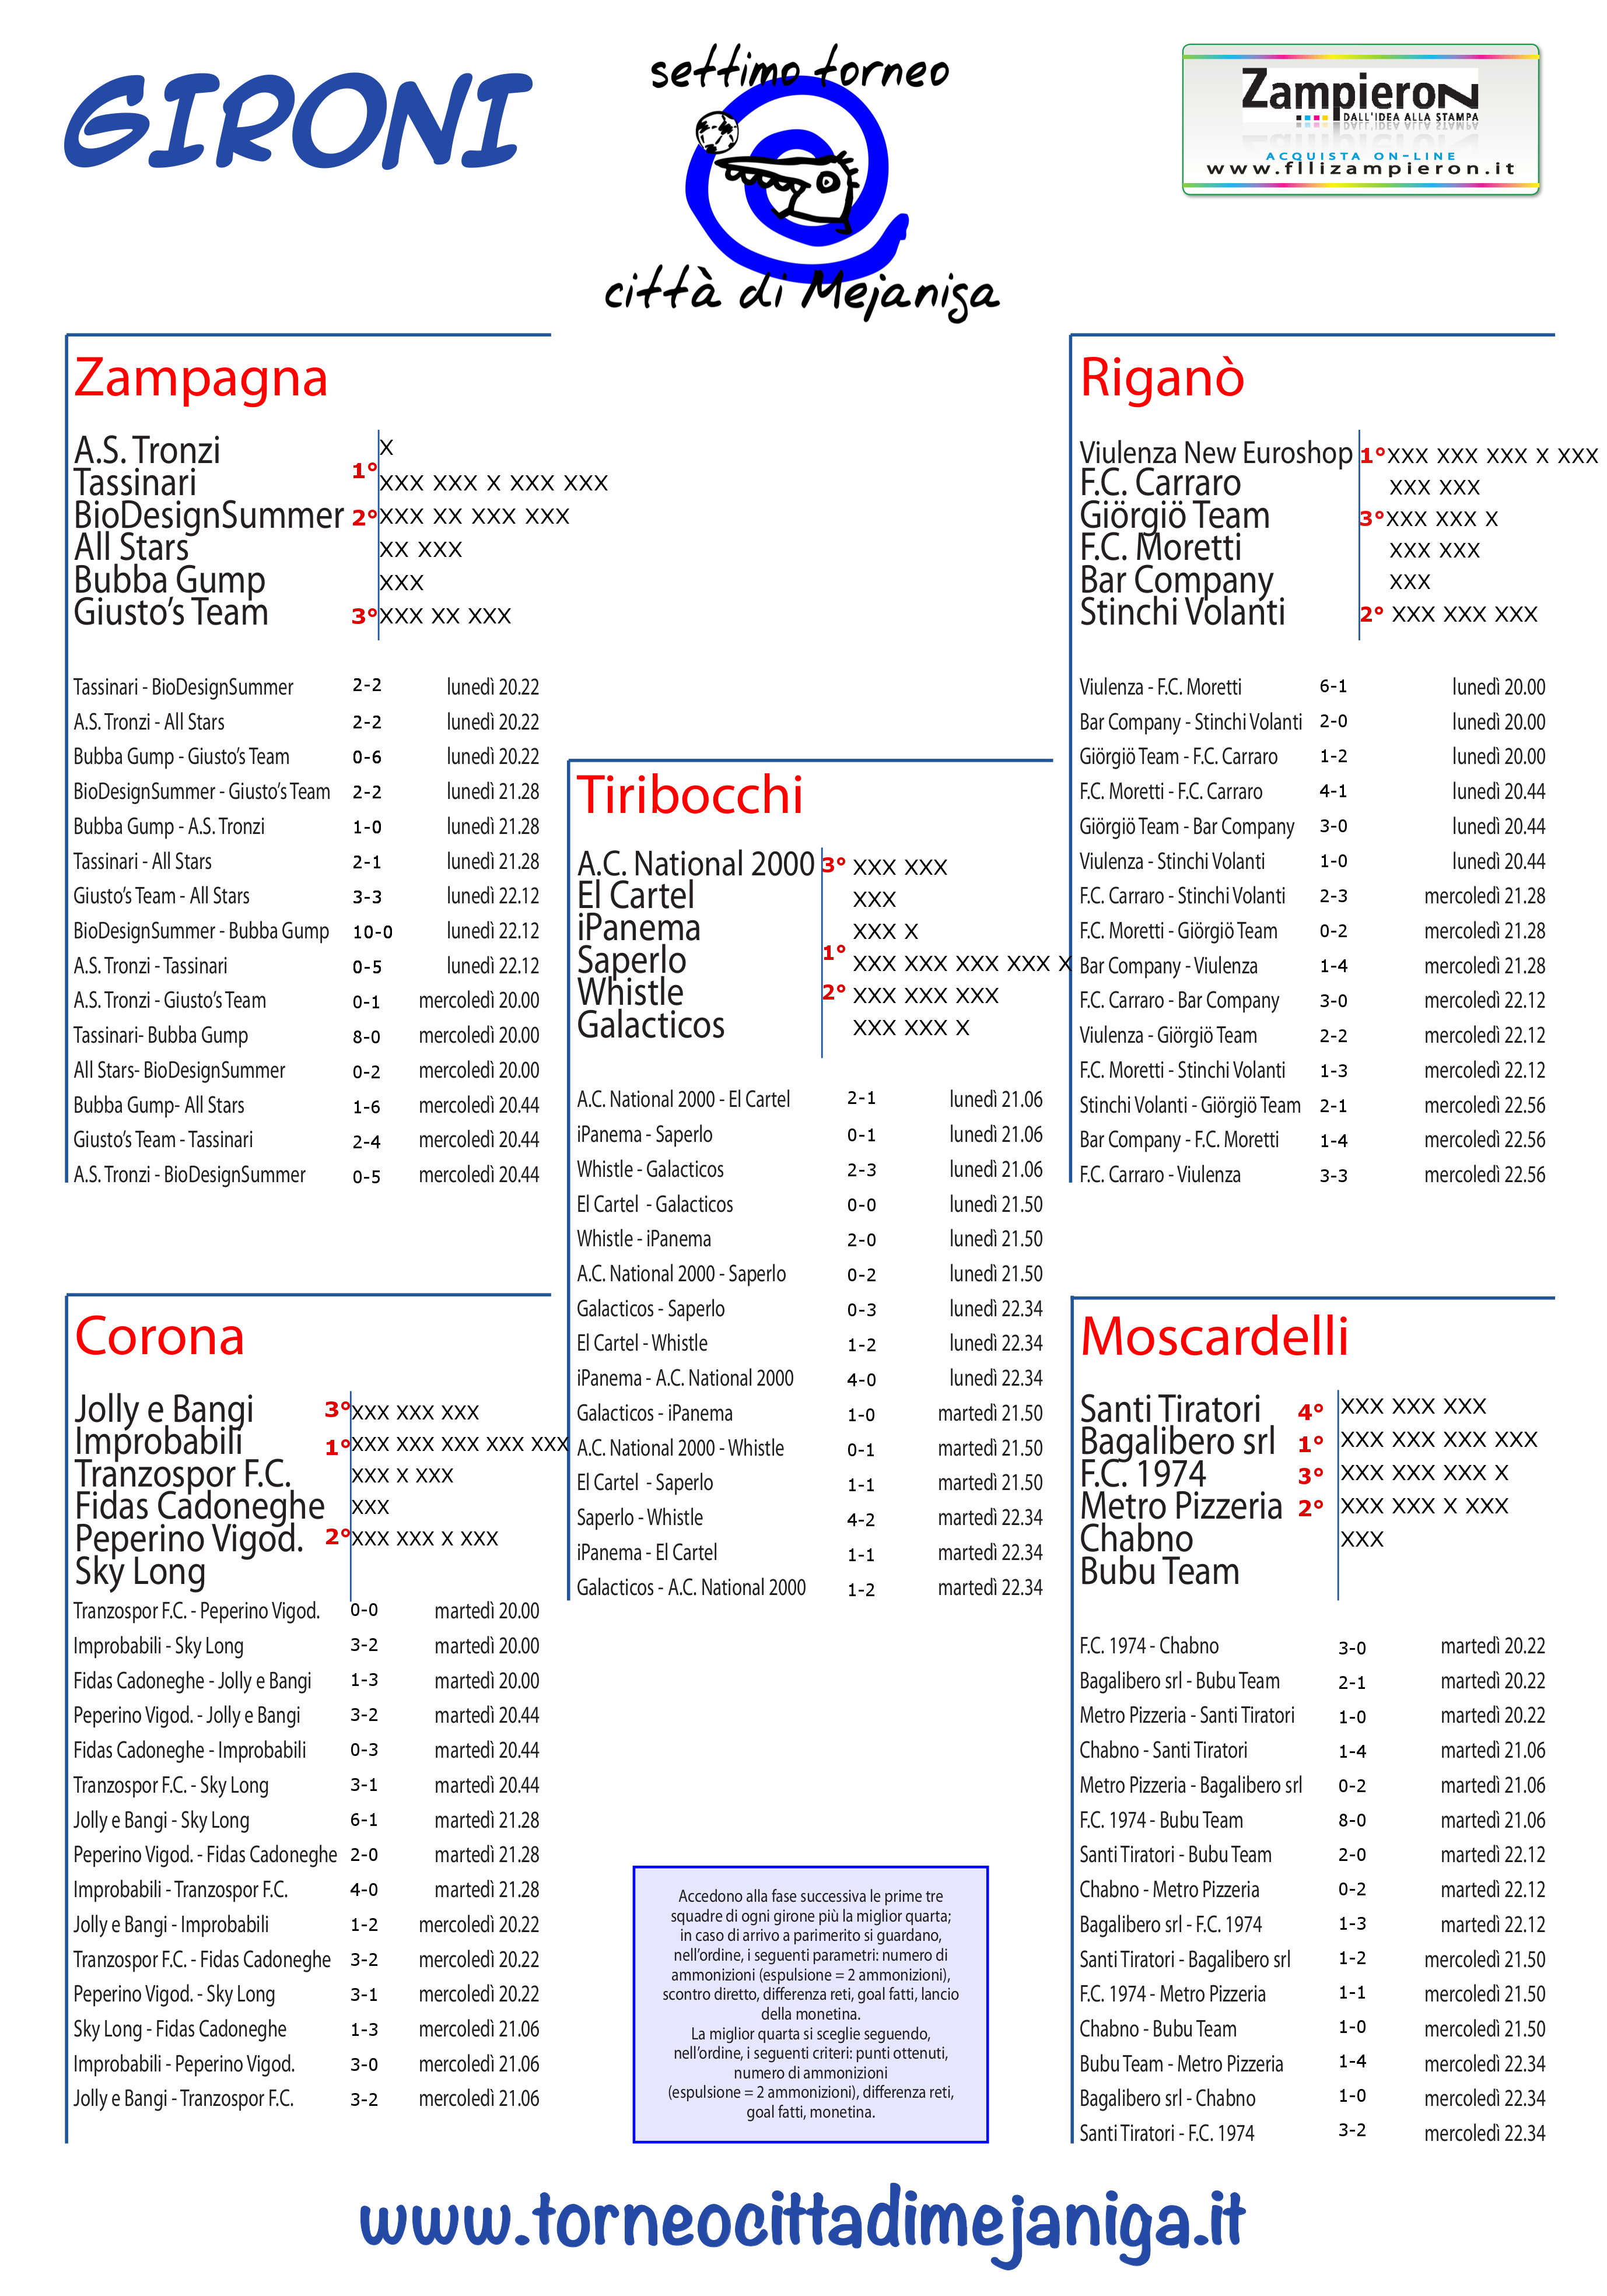 GIRONI
settimo torneo
città di Mejaniga
Zampieron
DALL'IDEA ALLA STAMPA
ACQUISTA ON-LINE
www.fllizampieron.it
Zampagna
A.S. Tronzi X
Tassinari 1° XXX XXX X XXX XXX
BioDesignSummer 2° XXX XX XXX XXX
All Stars XX XXX
Bubba Gump XXX
Giusto's Team 3° XXX XX XXX
Tassinari - BioDesignSummer 2-2 lunedì 20.22
A.S. Tronzi - All Stars 2-2 lunedì 20.22
Bubba Gump - Giusto's Team 0-6 lunedì 20.22
BioDesignSummer - Giusto's Team 2-2 lunedì 21.28
Bubba Gump - A.S. Tronzi 1-0 lunedì 21.28
Tassinari - All Stars 2-1 lunedì 21.28
Giusto's Team - All Stars 3-3 lunedì 22.12
BioDesignSummer - Bubba Gump 10-0 lunedì 22.12
A.S. Tronzi - Tassinari 0-5 lunedì 22.12
A.S. Tronzi - Giusto's Team 0-1 mercoledì 20.00
Tassinari- Bubba Gump 8-0 mercoledì 20.00
All Stars- BioDesignSummer 0-2 mercoledì 20.00
Bubba Gump- All Stars 1-6 mercoledì 20.44
Giusto's Team - Tassinari 2-4 mercoledì 20.44
A.S. Tronzi - BioDesignSummer 0-5 mercoledì 20.44
Riganò
Viulenza New Euroshop 1° XXX XXX XXX X XXX
F.C. Carraro XXX XXX
Giörgiö Team 3° XXX XXX X
F.C. Moretti XXX XXX
Bar Company XXX
Stinchi Volanti 2° XXX XXX XXX
Viulenza - F.C. Moretti 6-1 lunedì 20.00
Bar Company - Stinchi Volanti 2-0 lunedì 20.00
Giörgiö Team - F.C. Carraro 1-2 lunedì 20.00
F.C. Moretti - F.C. Carraro 4-1 lunedì 20.44
Giörgiö Team - Bar Company 3-0 lunedì 20.44
Viulenza - Stinchi Volanti 1-0 lunedì 20.44
F.C. Carraro - Stinchi Volanti 2-3 mercoledì 21.28
F.C. Moretti - Giörgiö Team 0-2 mercoledì 21.28
Bar Company - Viulenza 1-4 mercoledì 21.28
F.C. Carraro - Bar Company 3-0 mercoledì 22.12
Viulenza - Giörgiö Team 2-2 mercoledì 22.12
F.C. Moretti - Stinchi Volanti 1-3 mercoledì 22.12
Stinchi Volanti - Giörgiö Team 2-1 mercoledì 22.56
Bar Company - F.C. Moretti 1-4 mercoledì 22.56
F.C. Carraro - Viulenza 3-3 mercoledì 22.56
Tiribocchi
A.C. National 2000 3° XXX XXX
El Cartel XXX
iPanema XXX X
Saperlo 1° XXX XXX XXX XXX X
Whistle 2° XXX XXX XXX
Galacticos XXX XXX X
A.C. National 2000 - El Cartel 2-1 lunedì 21.06
iPanema - Saperlo 0-1 lunedì 21.06
Whistle - Galacticos 2-3 lunedì 21.06
El Cartel - Galacticos 0-0 lunedì 21.50
Whistle - iPanema 2-0 lunedì 21.50
A.C. National 2000 - Saperlo 0-2 lunedì 21.50
Galacticos - Saperlo 0-3 lunedì 22.34
El Cartel - Whistle 1-2 lunedì 22.34
iPanema - A.C. National 2000 4-0 lunedì 22.34
Galacticos - iPanema 1-0 martedì 21.50
A.C. National 2000 - Whistle 0-1 martedì 21.50
El Cartel - Saperlo 1-1 martedì 21.50
Saperlo - Whistle 4-2 martedì 22.34
iPanema - El Cartel 1-1 martedì 22.34
Galacticos - A.C. National 2000 1-2 martedì 22.34
Corona
Jolly e Bangi 3° XXX XXX XXX
Improbabili 1° XXX XXX XXX XXX XXX
Tranzospor F.C. XXX X XXX
Fidas Cadoneghe XXX
Peperino Vigod. 2° XXX XXX X XXX
Sky Long
Tranzospor F.C. - Peperino Vigod. 0-0 martedì 20.00
Improbabili - Sky Long 3-2 martedì 20.00
Fidas Cadoneghe - Jolly e Bangi 1-3 martedì 20.00
Peperino Vigod. - Jolly e Bangi 3-2 martedì 20.44
Fidas Cadoneghe - Improbabili 0-3 martedì 20.44
Tranzospor F.C. - Sky Long 3-1 martedì 20.44
Jolly e Bangi - Sky Long 6-1 martedì 21.28
Peperino Vigod. - Fidas Cadoneghe 2-0 martedì 21.28
Improbabili - Tranzospor F.C. 4-0 martedì 21.28
Jolly e Bangi - Improbabili 1-2 mercoledì 20.22
Tranzospor F.C. - Fidas Cadoneghe 3-2 mercoledì 20.22
Peperino Vigod. - Sky Long 3-1 mercoledì 20.22
Sky Long - Fidas Cadoneghe 1-3 mercoledì 21.06
Improbabili - Peperino Vigod. 3-0 mercoledì 21.06
Jolly e Bangi - Tranzospor F.C. 3-2 mercoledì 21.06
Moscardelli
Santi Tiratori 4° XXX XXX XXX
Bagalibero srl 1° XXX XXX XXX XXX
F.C. 1974 3° XXX XXX XXX X
Metro Pizzeria 2° XXX XXX X XXX
Chabno XXX
Bubu Team
F.C. 1974 - Chabno 3-0 martedì 20.22
Bagalibero srl - Bubu Team 2-1 martedì 20.22
Metro Pizzeria - Santi Tiratori 1-0 martedì 20.22
Chabno - Santi Tiratori 1-4 martedì 21.06
Metro Pizzeria - Bagalibero srl 0-2 martedì 21.06
F.C. 1974 - Bubu Team 8-0 martedì 21.06
Santi Tiratori - Bubu Team 2-0 martedì 22.12
Chabno - Metro Pizzeria 0-2 martedì 22.12
Bagalibero srl - F.C. 1974 1-3 martedì 22.12
Santi Tiratori - Bagalibero srl 1-2 mercoledì 21.50
F.C. 1974 - Metro Pizzeria 1-1 mercoledì 21.50
Chabno - Bubu Team 1-0 mercoledì 21.50
Bubu Team - Metro Pizzeria 1-4 mercoledì 22.34
Bagalibero srl - Chabno 1-0 mercoledì 22.34
Santi Tiratori - F.C. 1974 3-2 mercoledì 22.34
Accedono alla fase successiva le prime tre
squadre di ogni girone più la miglior quarta;
in caso di arrivo a parimerito si guardano,
nell'ordine, i seguenti parametri: numero di
ammonizioni (espulsione = 2 ammonizioni),
scontro diretto, differenza reti, goal fatti, lancio
della monetina.
La miglior quarta si sceglie seguendo,
nell'ordine, i seguenti criteri: punti ottenuti,
numero di ammonizioni
(espulsione = 2 ammonizioni), differenza reti,
goal fatti, monetina.
www.torneocittadimejaniga.it